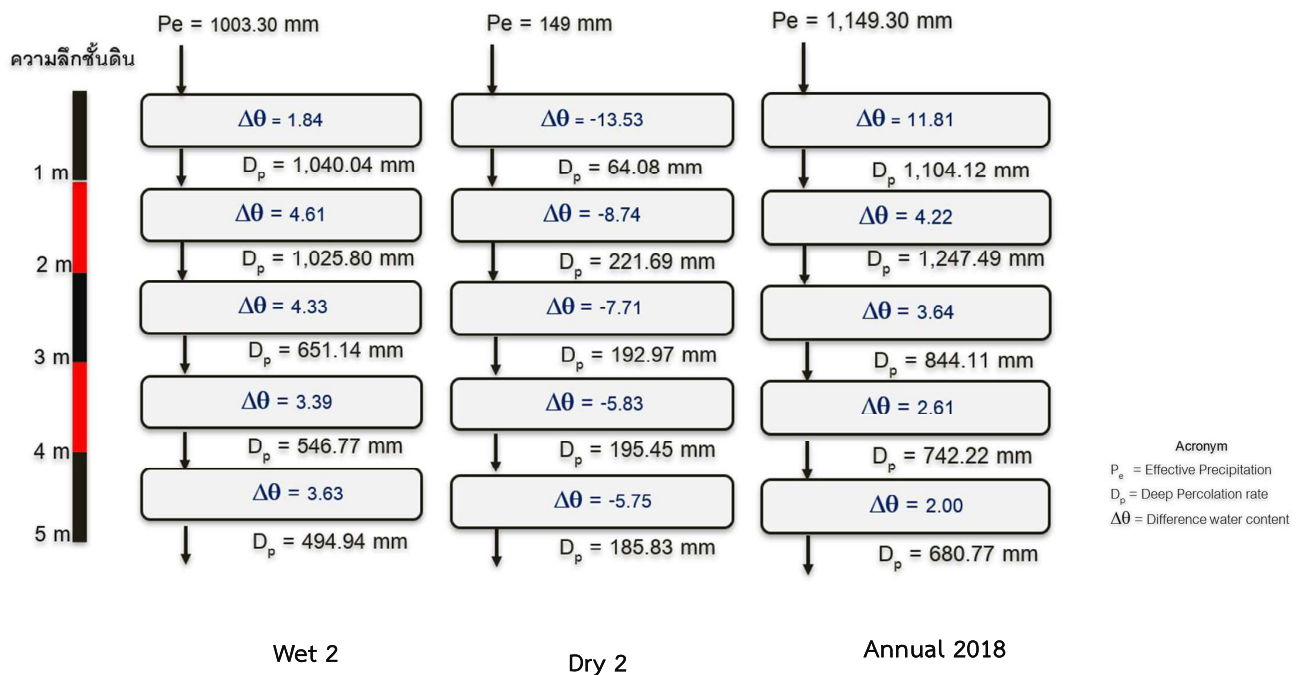 Pe = 1003.30 mm
Pe = 149 mm
Pe = 1,149.30 mm
ความลึกชั้นดิน
Δθ = 1.84
Δθ = -13.53
Δθ = 11.81
1 m
Dp = 1,040.04 mm
Dp = 64.08 mm
Dp 1,104.12 mm
Δθ = 4.61
Δθ = -8.74
Δθ = 4.22
2 m
Dp = 1,025.80 mm
Dp = 221.69 mm
Dp = 1,247.49 mm
Δθ = 4.33
Δθ = -7.71
Δθ = 3.64
3 m
Dp = 651.14 mm
Dp = 192.97 mm
Dp = 844.11 mm
Δθ = 3.39
Δθ = -5.83
Δθ = 2.61
4 m
Dp = 546.77 mm
Dp = 195.45 mm
Dp = 742.22 mm
Δθ = 3.63
Δθ = -5.75
Δθ = 2.00
5 m
Dp = 494.94 mm
Dp = 185.83 mm
Dp = 680.77 mm
Acronym
Pe = Effective Precipitation
Dp = Deep Percolation rate
Δθ = Difference water content
Wet 2
Dry 2
Annual 2018